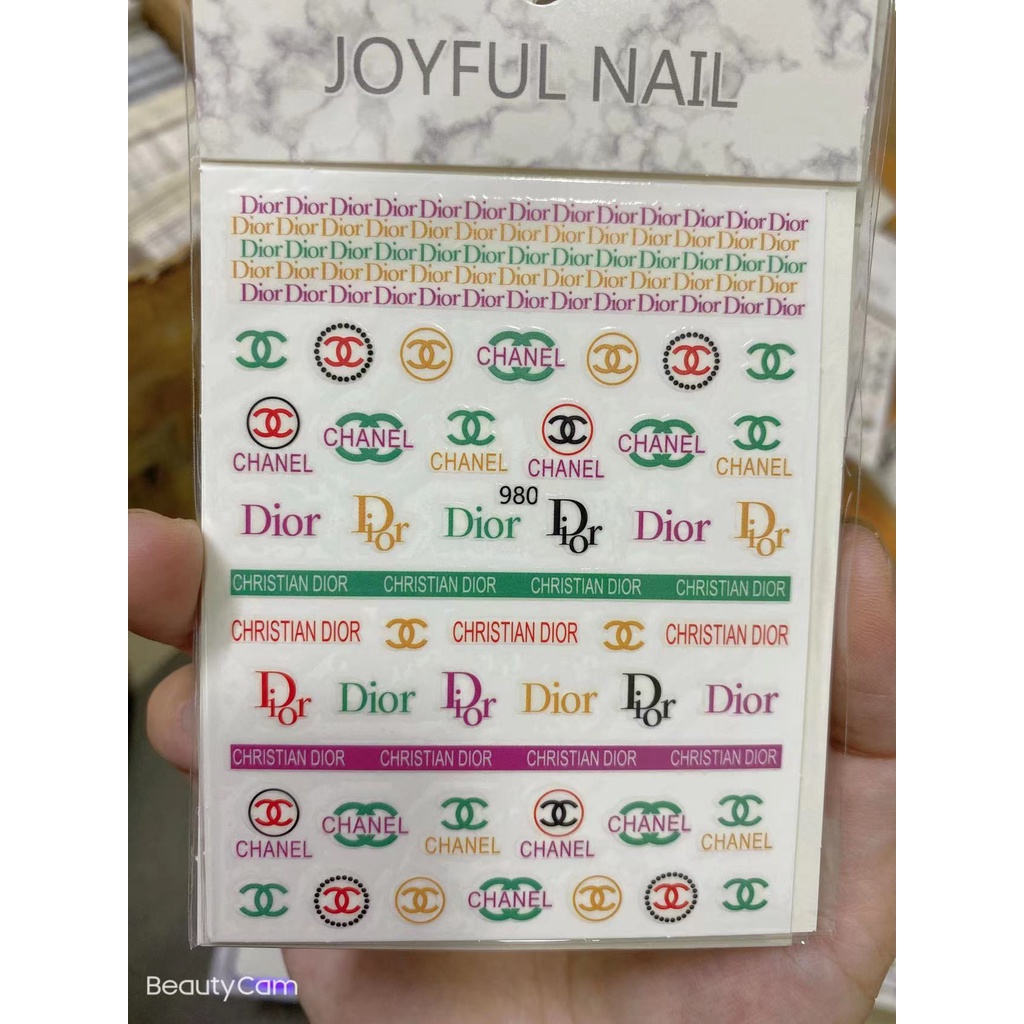 JOYFUL NAIL
Dior Dior Dior Dior Dior Dior Dior Dior Dior Dior Dior Dior Dior
Dior Dior Dior Dior Dior Dior Dior Dior Dior Dior Dior Dior Dior
Dior Dior Dior Dior Dior Dior Dior Dior Dior Dior Dior Dior Dior
Dior Dior Dior Dior Dior Dior Dior Dior Dior Dior Dior Dior Dior
Dior Dior Dior Dior Dior Dior Dior Dior Dior Dior Dior Dior Dior
CHANEL
CHANEL CHANEL CHANEL CHANEL CHANEL CHANEL
980
Dior Dior Dior Dior Dior Dior
CHRISTIAN DIOR CHRISTIAN DIOR CHRISTIAN DIOR CHRISTIAN DIOR
CHRISTIAN DIOR CHRISTIAN DIOR CHRISTIAN DIOR
Dior Dior Dior Dior Dior Dior
CHRISTIAN DIOR CHRISTIAN DIOR CHRISTIAN DIOR CHRISTIAN DIOR
CHANEL CHANEL CHANEL CHANEL CHANEL CHANEL
CHANEL
BeautyCam